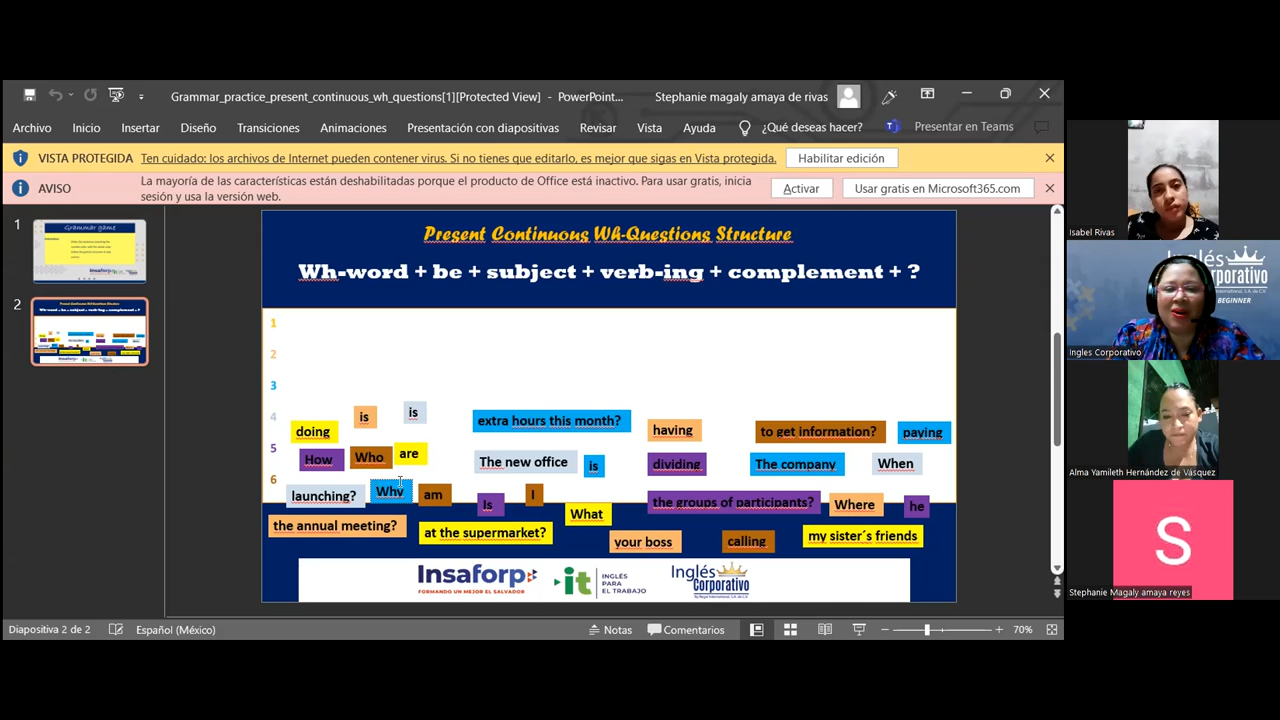 Grammar_practice_present_continuous_wh_questions[1][Protected View] - PowerPoint...
Stephanie magaly amaya de rivas
Archivo Inicio Insertar Diseño Transiciones Animaciones Presentación con diapositivas Revisar Vista Ayuda ¿Qué deseas hacer? Presentar en Teams
VISTA PROTEGIDA Ten cuidado: los archivos de Internet pueden contener virus. Si no tienes que editarlo, es mejor que sigas en Vista protegida. Habilitar edición
AVISO La mayoría de las características están deshabilitadas porque el producto de Office está inactivo. Para usar gratis, inicia
sesión y usa la versión web.
Activar Usar gratis en Microsoft365.com
1
Grammar game
2
Present Continuous Wh-Questions Structure
Wh-word + be + subject + verb-ing + complement + ?
1
2
3
4
5
6
is
is
extra hours this month?
doing
having
to get information?
paying
How
Who
are
The new office
is
dividing
The company
When
launching?
Why
am
Is
I
What
the groups of participants?
Where
he
the annual meeting?
at the supermarket?
your boss
calling
my sister´s friends
Insaforp
FORMANDO UN MEJOR EL SALVADOR
it
INGLÉS
PARA
EL TRABAJO
Inglés
Corporativo
Diapositiva 2 de 2 Español (México) Notas Comentarios 70%
Isabel Rivas
Inglés
Corporativo
BEGINNER
Ingles Corporativo
Alma Yamileth Hernández de Vásquez
S
Stephanie Magaly amaya reyes